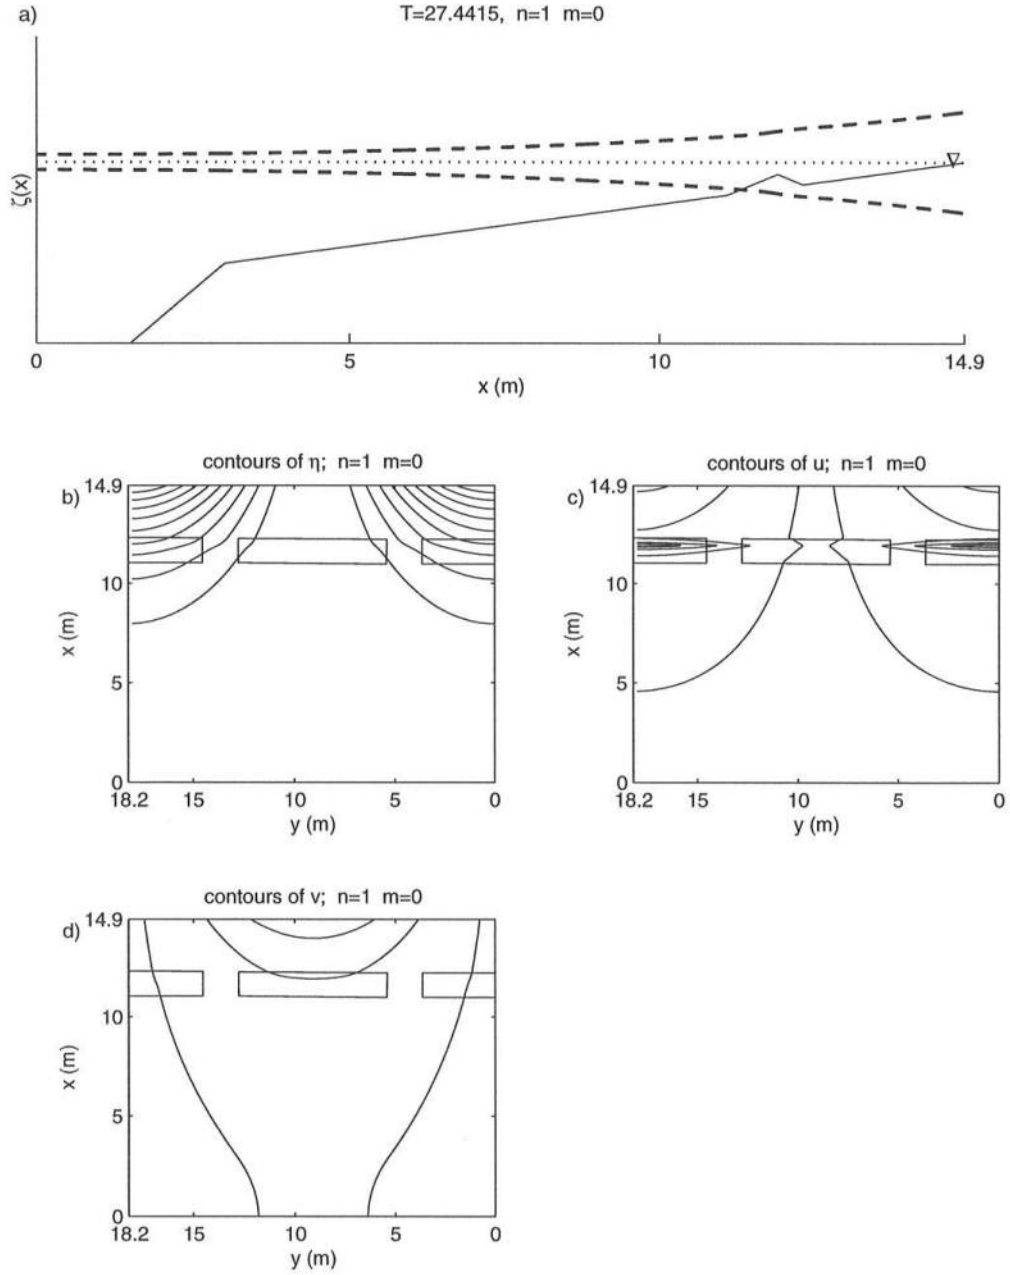 a)
T=27.4415, n=1 m=0
ζ(x)
0
5
10
14.9
x (m)
contours of η; n=1 m=0
b)
14.9
10
5
0
x (m)
18.2
15
10
5
0
y (m)
contours of u; n=1 m=0
c)
14.9
10
5
0
x (m)
18.2
15
10
5
0
y (m)
contours of v; n=1 m=0
d)
14.9
10
5
0
x (m)
18.2
15
10
5
0
y (m)